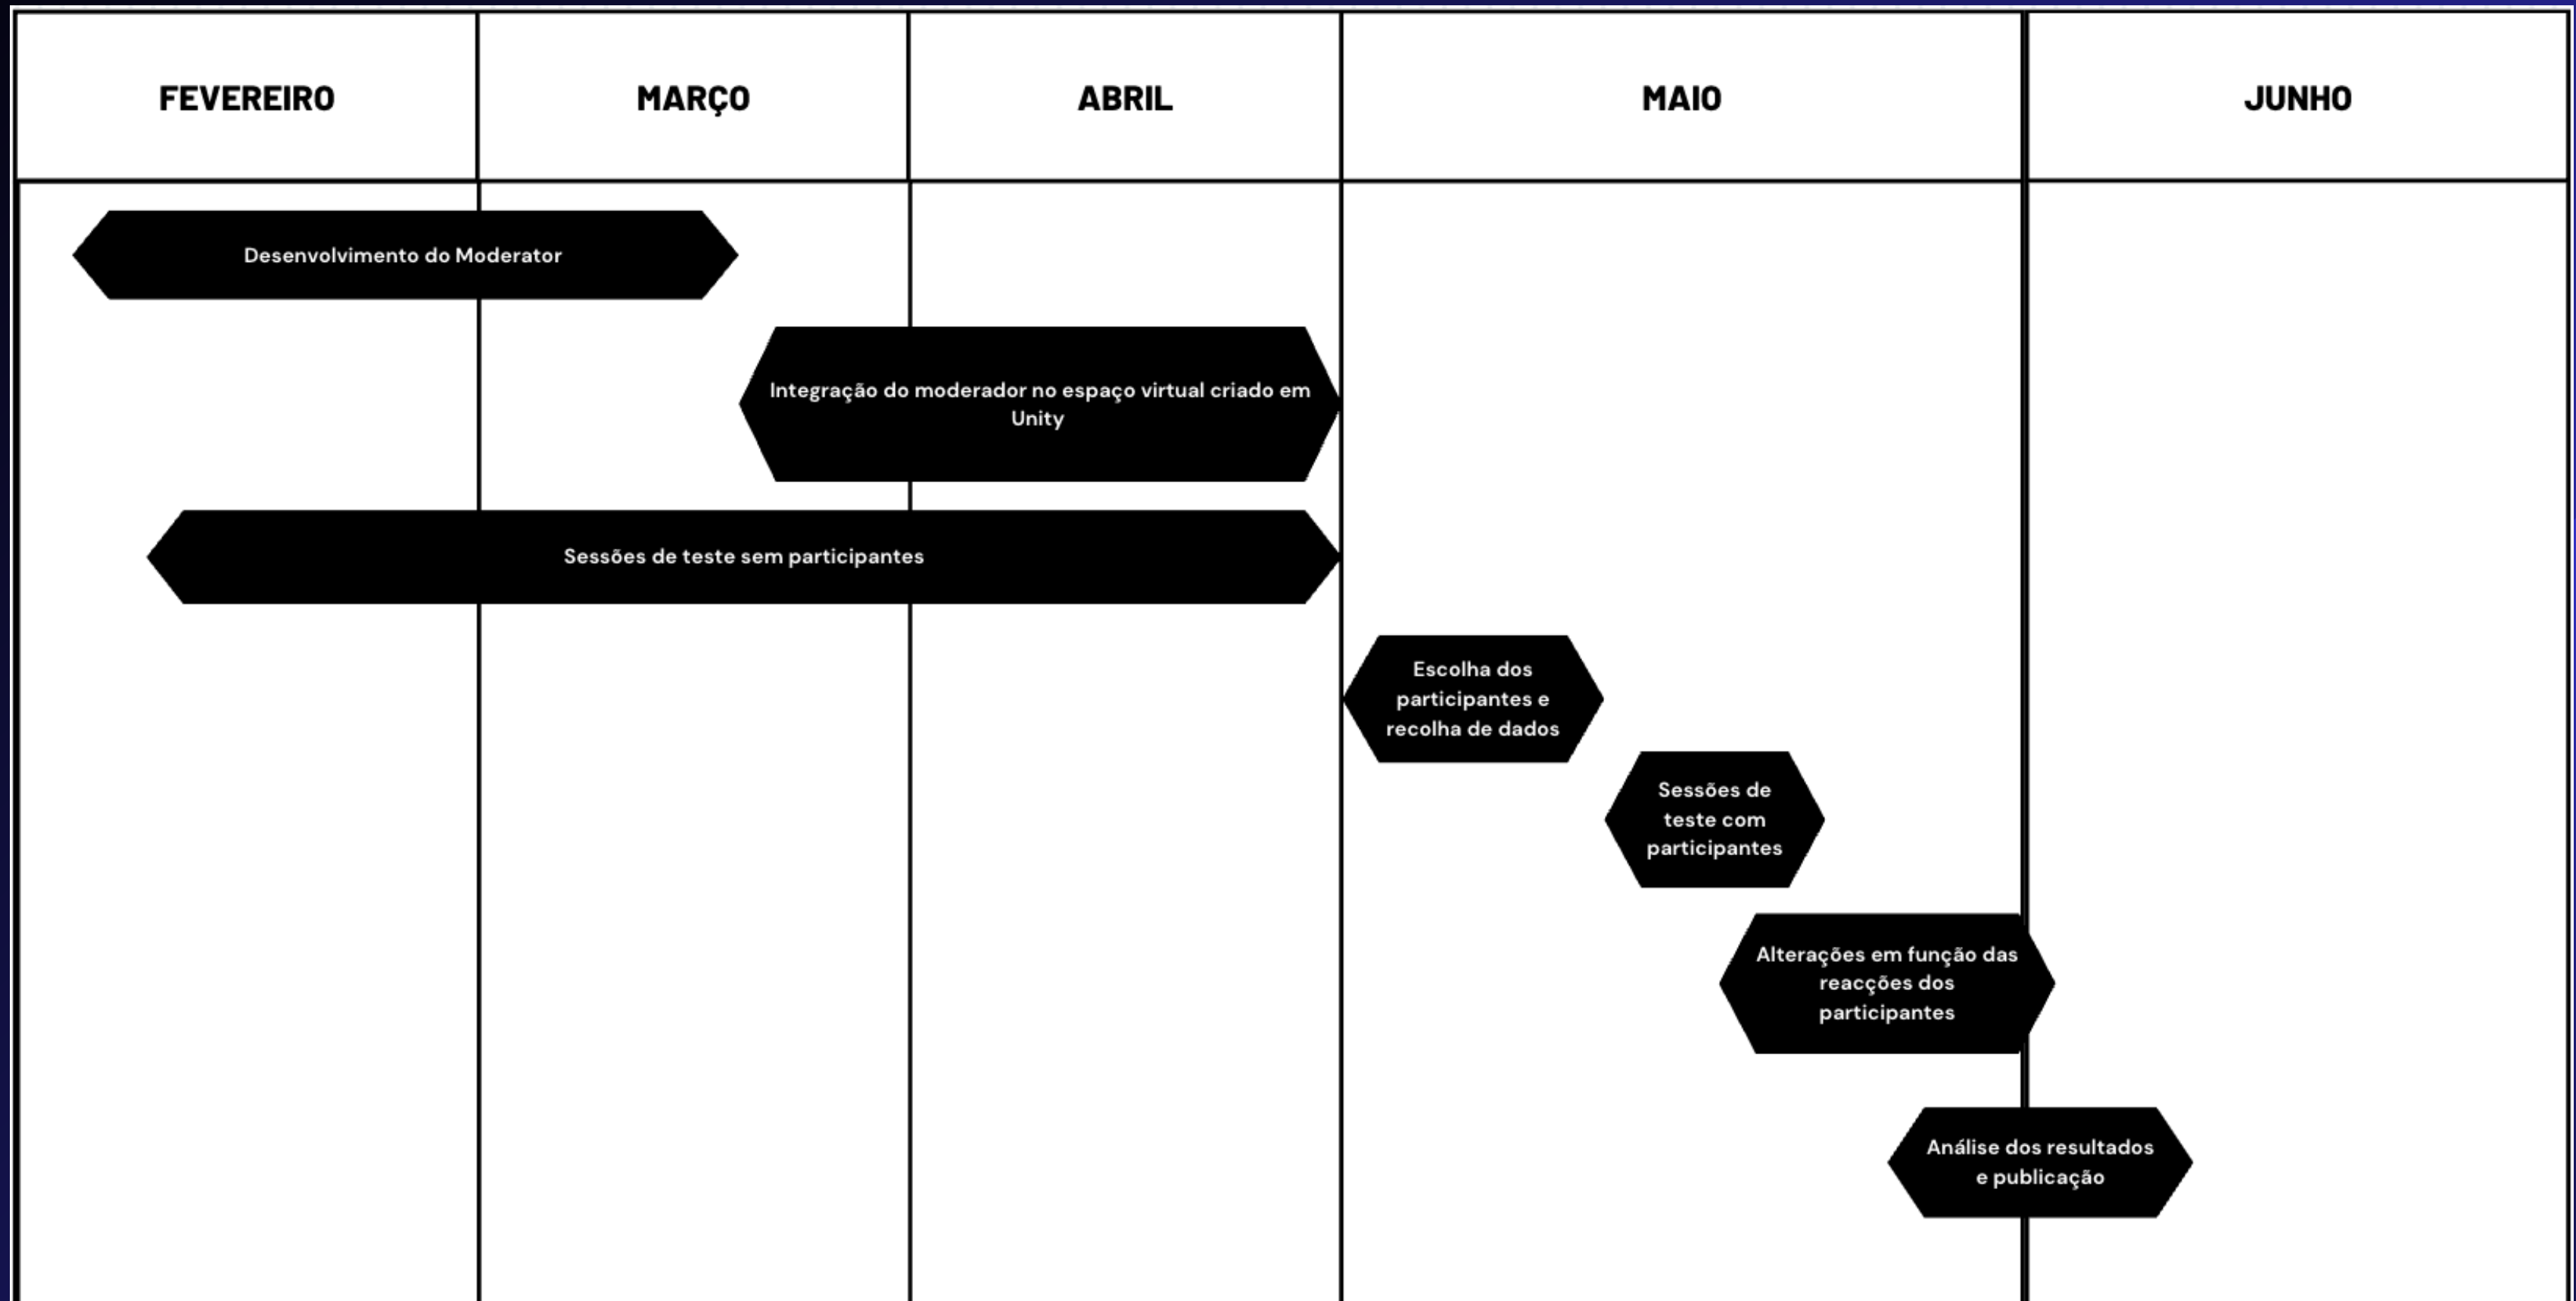 FEVEREIRO
MARÇO
ABRIL
MAIO
JUNHO
Desenvolvimento do Moderator
Integração do moderador no espaço virtual criado em
Unity
Sessões de teste sem participantes
Escolha dos
participantes e
recolha de dados
Sessões de
teste com
participantes
Alterações em função das
reacções dos
participantes
Análise dos resultados
e publicação